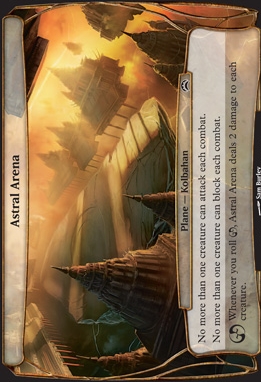 Astral Arena
Plane — Kolbahan
No more than one creature can attack each combat.
No more than one creature can block each combat.
Whenever you roll , Astral Arena deals 2 damage to each
creature.
Sam Burley